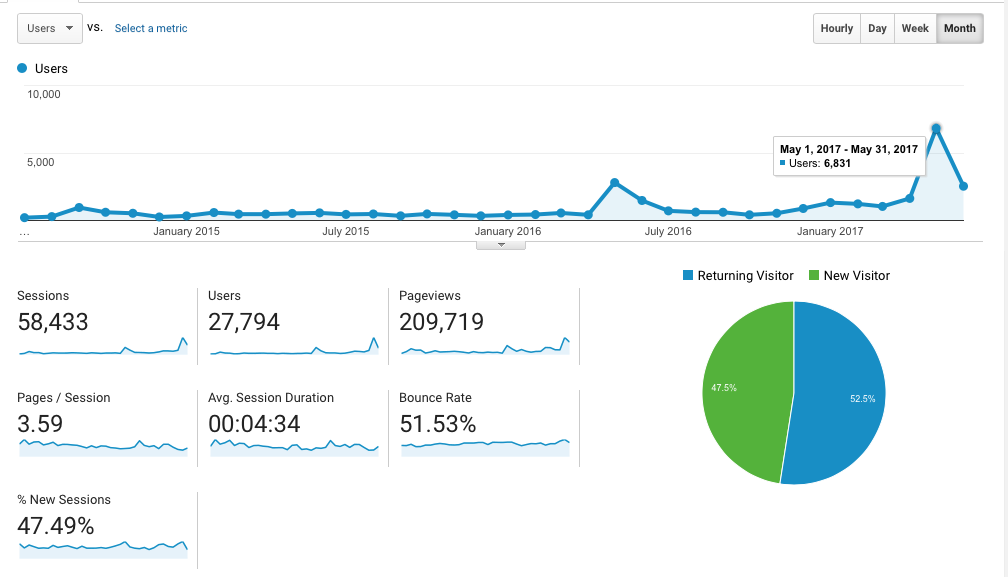 Users vs. Select a metric Hourly Day Week Month
Users
10,000
5,000
May 1, 2017 - May 31, 2017
Users: 6,831
... January 2015 July 2015 January 2016 July 2016 January 2017
Returning Visitor New Visitor
Sessions Users Pageviews
58,433 27,794 209,719
47.5% 52.5%
Pages / Session Avg. Session Duration Bounce Rate
3.59 00:04:34 51.53%
% New Sessions
47.49%